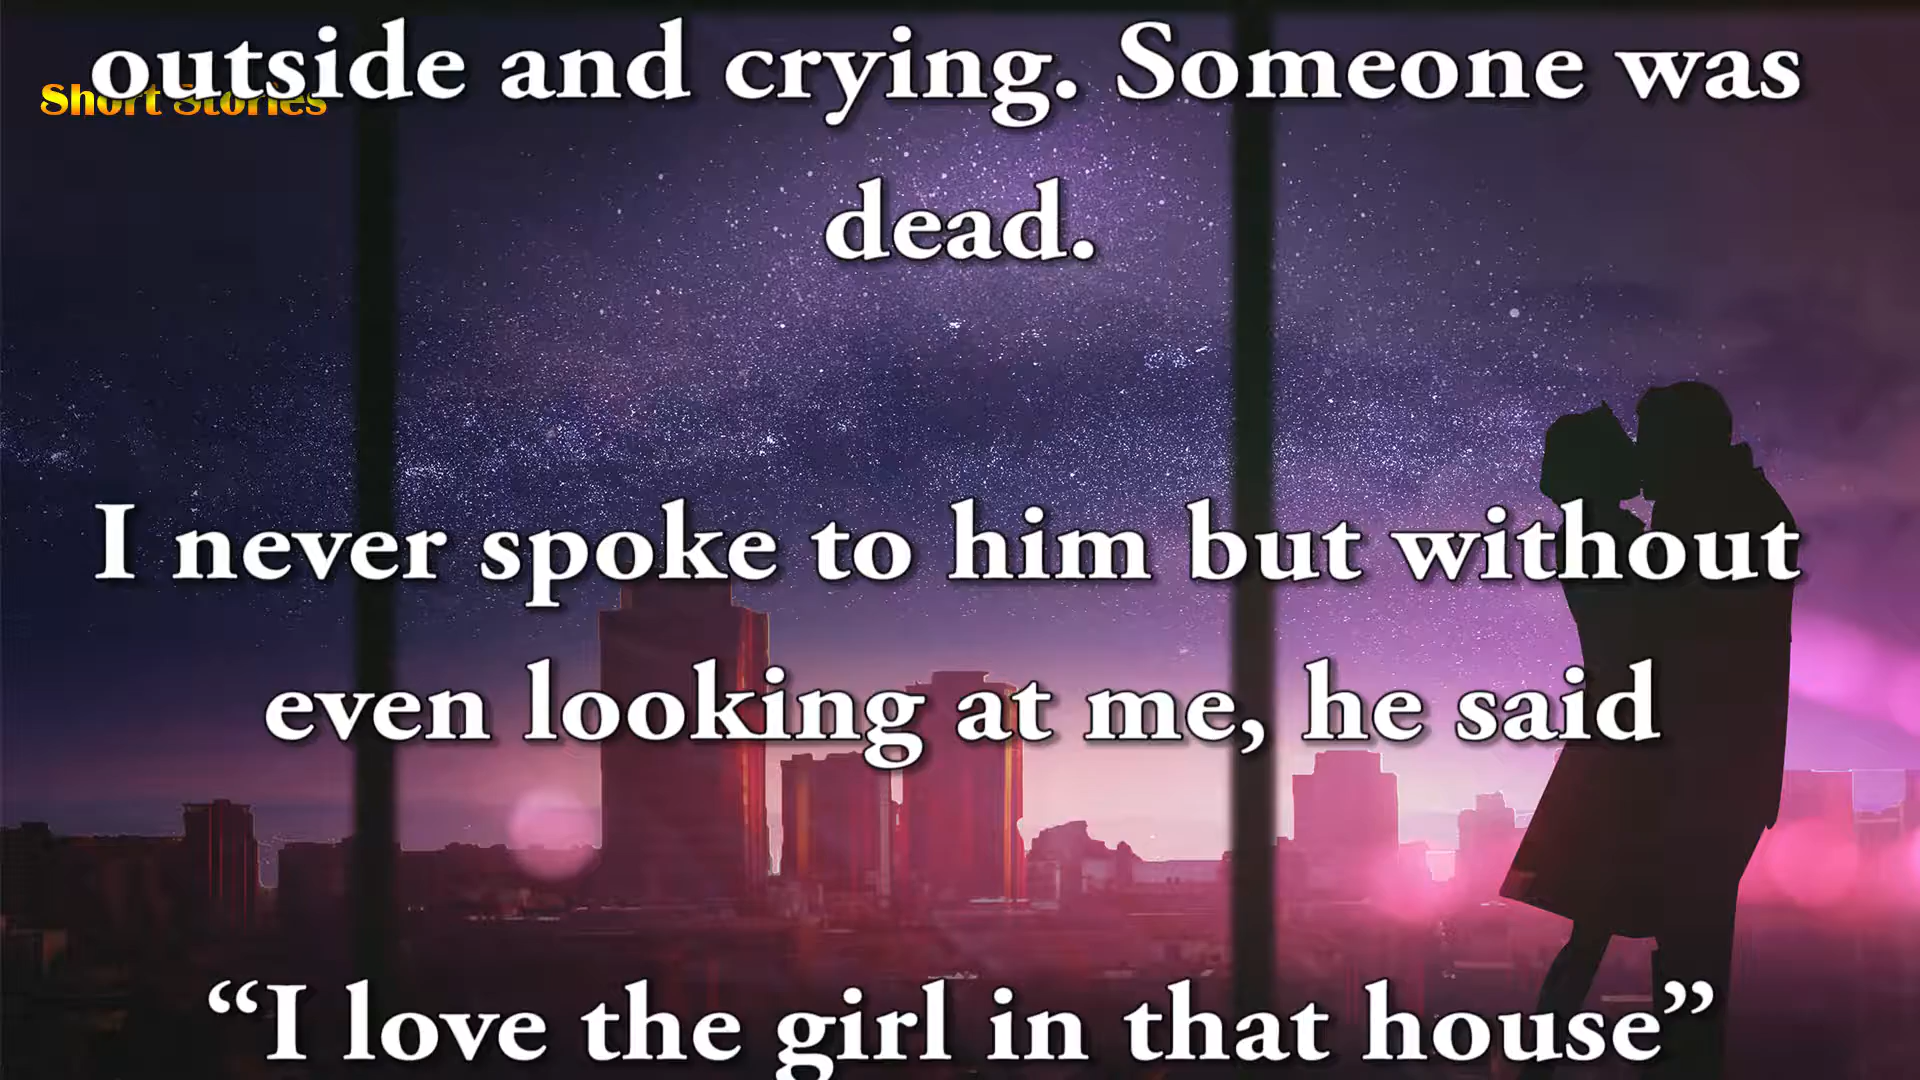 outside and crying. Someone was
Short Stories
dead.
I never spoke to him but without
even looking at me, he said
“I love the girl in that house”